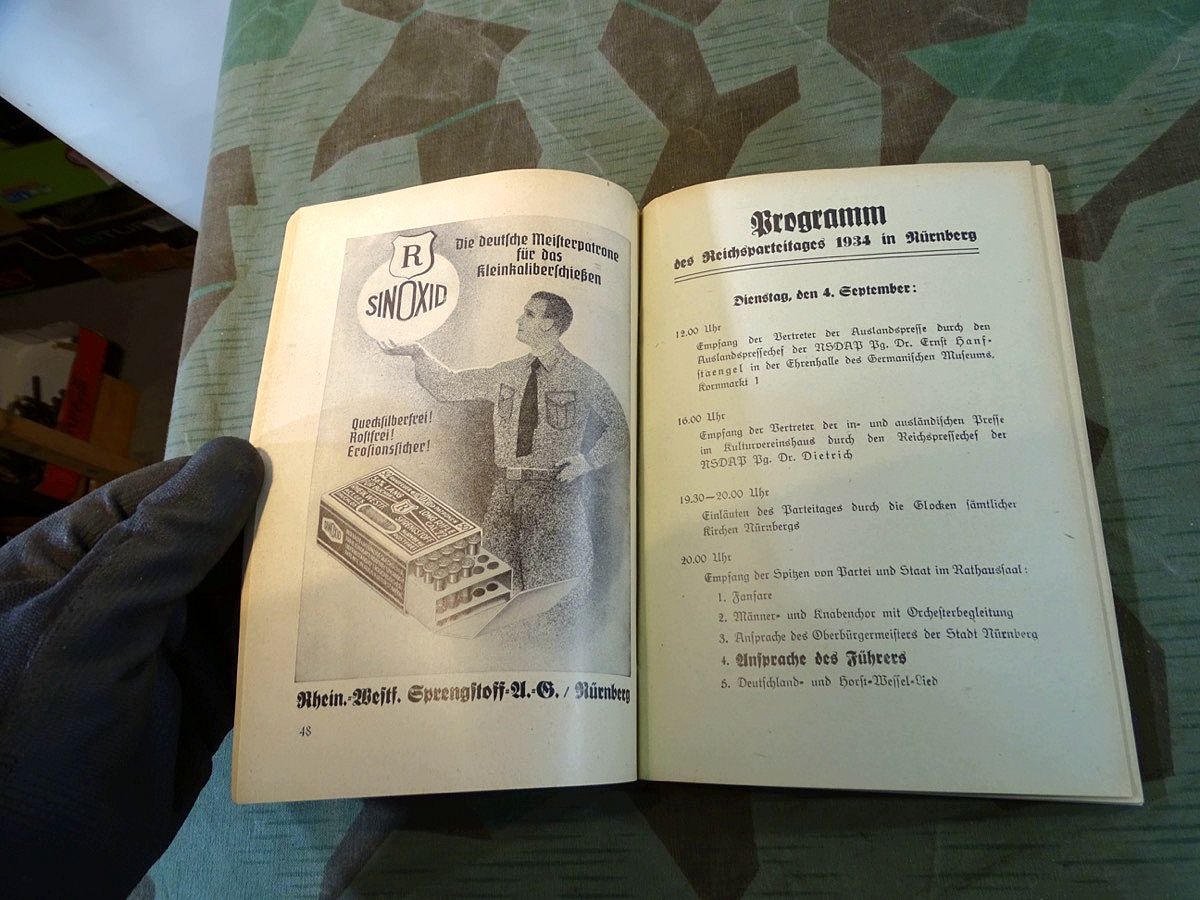 R
SINOXID
Die deutsche Meisterpatrone
für das
Kleinkaliberschießen
Quecksilberfrei!
Rostfrei!
Erosionssicher!
SINOXID
Rhein.-Westf. Sprengstoff-A.-G. / Nürnberg
48
Programm
des Reichsparteitages 1934 in Nürnberg
Dienstag, den 4. September:
12.00 Uhr
Empfang der Vertreter der Auslandspresse durch den
Auslandspressechef der NSDAP Pg. Dr. Ernst Hanf-
staengel in der Ehrenhalle des Germanischen Museums,
Kornmarkt 1
16.00 Uhr
Empfang der Vertreter der in- und ausländischen Presse
im Kulturvereinshaus durch den Reichspressechef der
NSDAP Pg. Dr. Dietrich
19.30—20.00 Uhr
Einläuten des Parteitages durch die Glocken sämtlicher
Kirchen Nürnbergs
20.00 Uhr
Empfang der Spitzen von Partei und Staat im Rathaussaal:
1. Fanfare
2. Männer- und Knabenchor mit Orchesterbegleitung
3. Ansprache des Oberbürgermeisters der Stadt Nürnberg
4. Ansprache des Führers
5. Deutschland- und Horst-Wessel-Lied